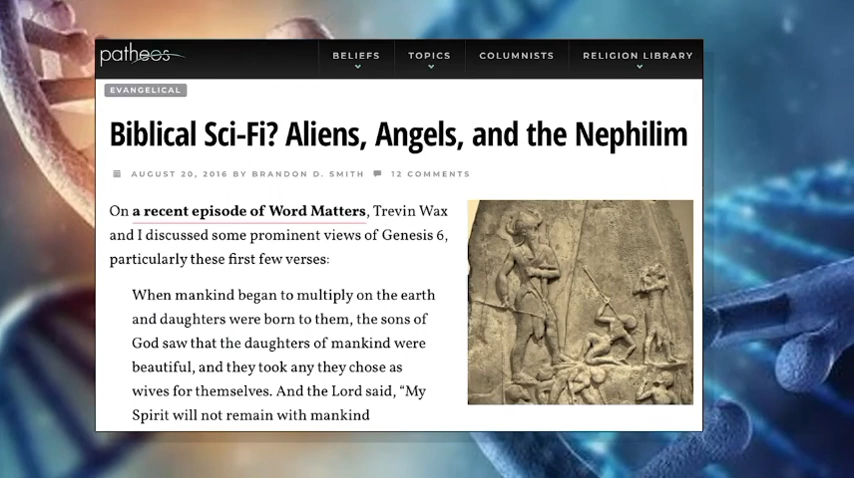 patheos
BELIEFS TOPICS COLUMNISTS RELIGION LIBRARY
EVANGELICAL
Biblical Sci-Fi? Aliens, Angels, and the Nephilim
AUGUST 20, 2016 BY BRANDON D. SMITH 12 COMMENTS
On a recent episode of Word Matters, Trevin Wax
and I discussed some prominent views of Genesis 6,
particularly these first few verses:
When mankind began to multiply on the earth
and daughters were born to them, the sons of
God saw that the daughters of mankind were
beautiful, and they took any they chose as
wives for themselves. And the Lord said, “My
Spirit will not remain with mankind